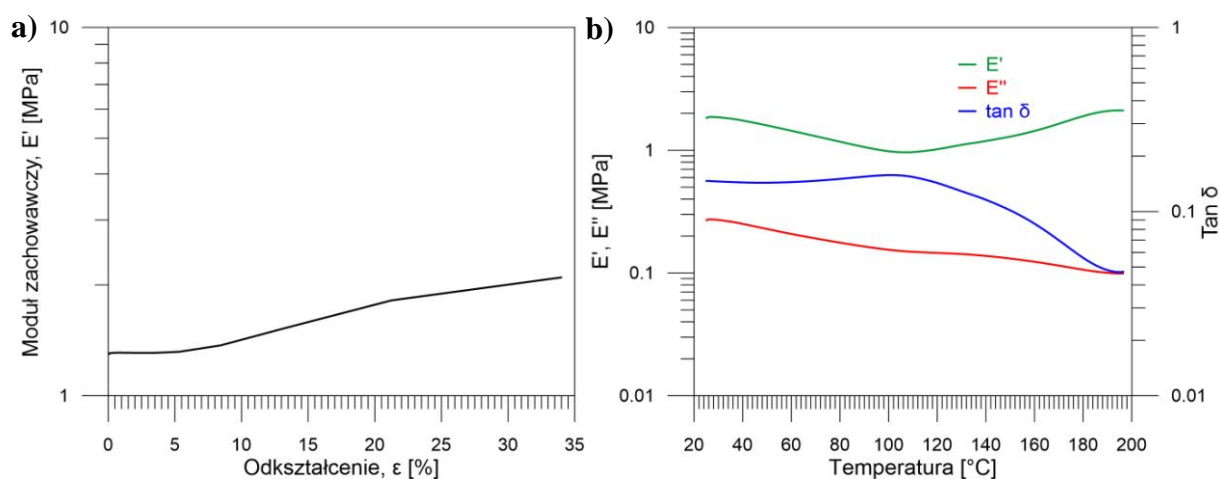 a)
10
1
Moduł zachowawczy, E' [MPa]
0 5 10 15 20 25 30 35
Odkształcenie, ε [%]
b)
10
1
0.1
0.01
E', E" [MPa]
E'
E"
tan δ
1
0.1
0.01
Tan δ
20 40 60 80 100 120 140 160 180 200
Temperatura [°C]